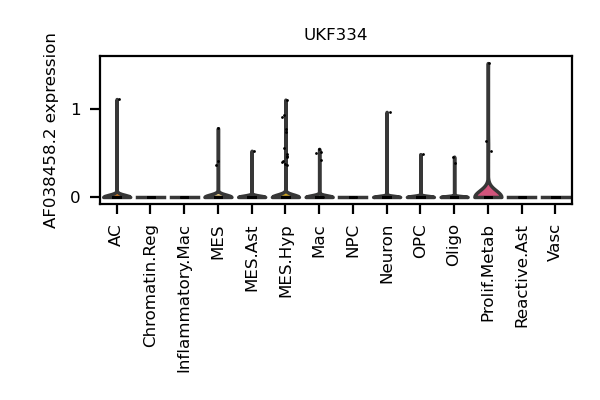 UKF334
AF038458.2 expression
1
0
AC
Chromatin.Reg
Inflammatory.Mac
MES
MES.Ast
MES.Hyp
Mac
NPC
Neuron
OPC
Oligo
Prolif.Metab
Reactive.Ast
Vasc